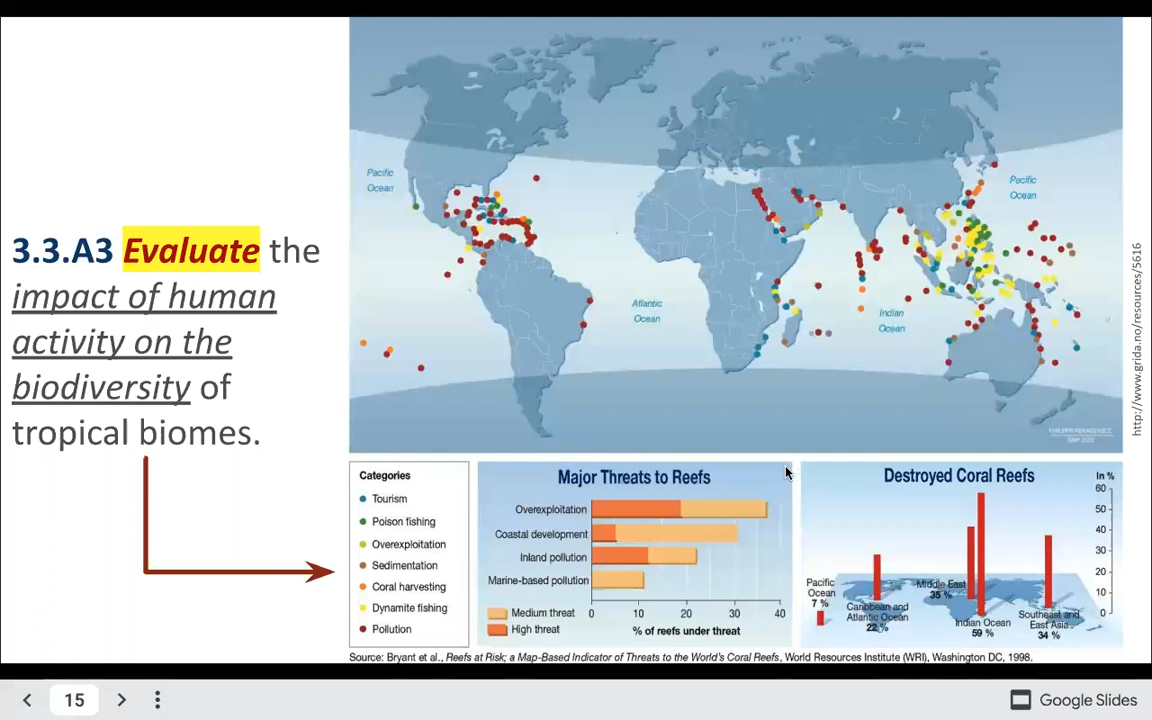 3.3.A3 Evaluate the
impact of human
activity on the
biodiversity of
tropical biomes.
Pacific
Ocean
Atlantic
Ocean
Indian
Ocean
Pacific
Ocean
http://www.grida.no/resources/5616
Categories
Tourism
Poison fishing
Overexploitation
Sedimentation
Coral harvesting
Dynamite fishing
Pollution
Major Threats to Reefs
Overexploitation
Coastal development
Inland pollution
Marine-based pollution
0 10 20 30 40
Medium threat
High threat
% of reefs under threat
Destroyed Coral Reefs
In %
60
50
40
30
20
10
0
Pacific
Ocean
7 %
Caribbean and
Atlantic Ocean
22 %
Middle East
35 %
Indian Ocean
59 %
Southeast and
East Asia
34 %
Source: Bryant et al., Reefs at Risk; a Map-Based Indicator of Threats to the World's Coral Reefs, World Resources Institute (WRI), Washington DC, 1998.
15
Google Slides